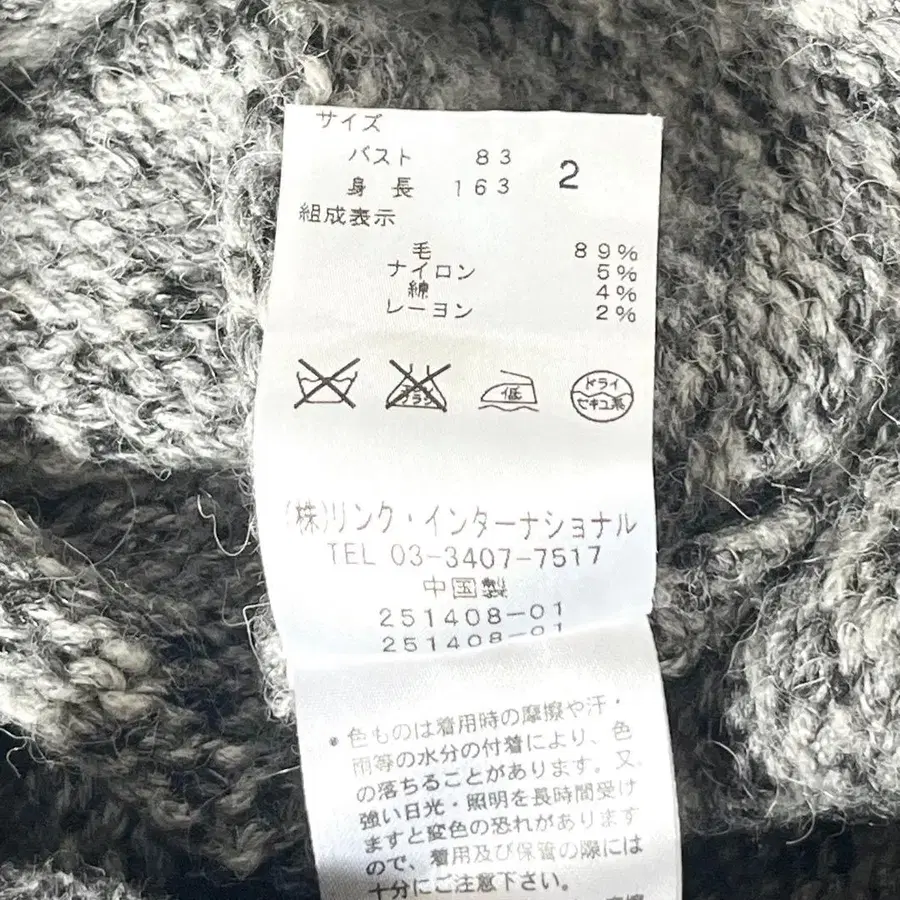 サイズ
バスト 83
身長 163 2
組成表示
毛 89%
ナイロン 5%
綿 4%
レーヨン 2%
低 ドライ
セキユ系
(株)リンク・インターナショナル
TEL 03-3407-7517
中国製
251408-01
251408-01
・色ものは着用時の摩擦や汗・
雨等の水分の付着により、色
の落ちることがあります。又、
強い日光・照明を長時間受け
ますと変色の恐れがあります
ので、着用及び保管の際には
十分にご注意下さい。